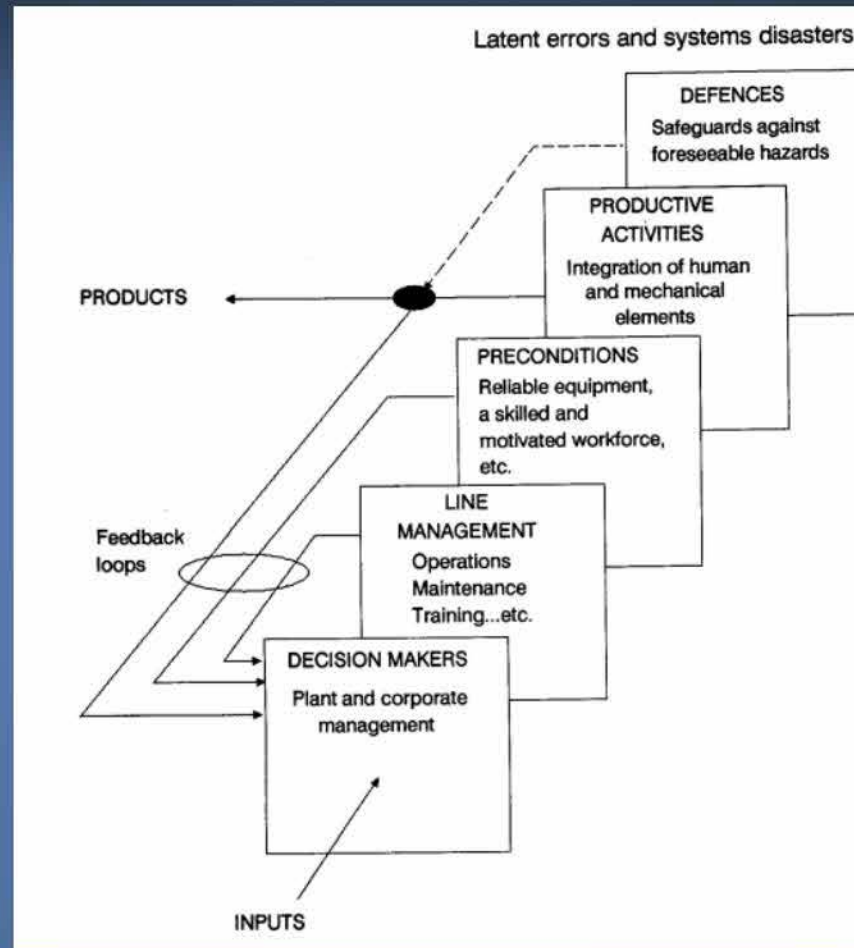 Latent errors and systems disasters
DEFENCES
Safeguards against
foreseeable hazards
PRODUCTIVE
ACTIVITIES
Integration of human
and mechanical
elements
PRODUCTS
PRECONDITIONS
Reliable equipment,
a skilled and
motivated workforce,
etc.
LINE
MANAGEMENT
Operations
Maintenance
Training...etc.
Feedback
loops
DECISION MAKERS
Plant and corporate
management
INPUTS